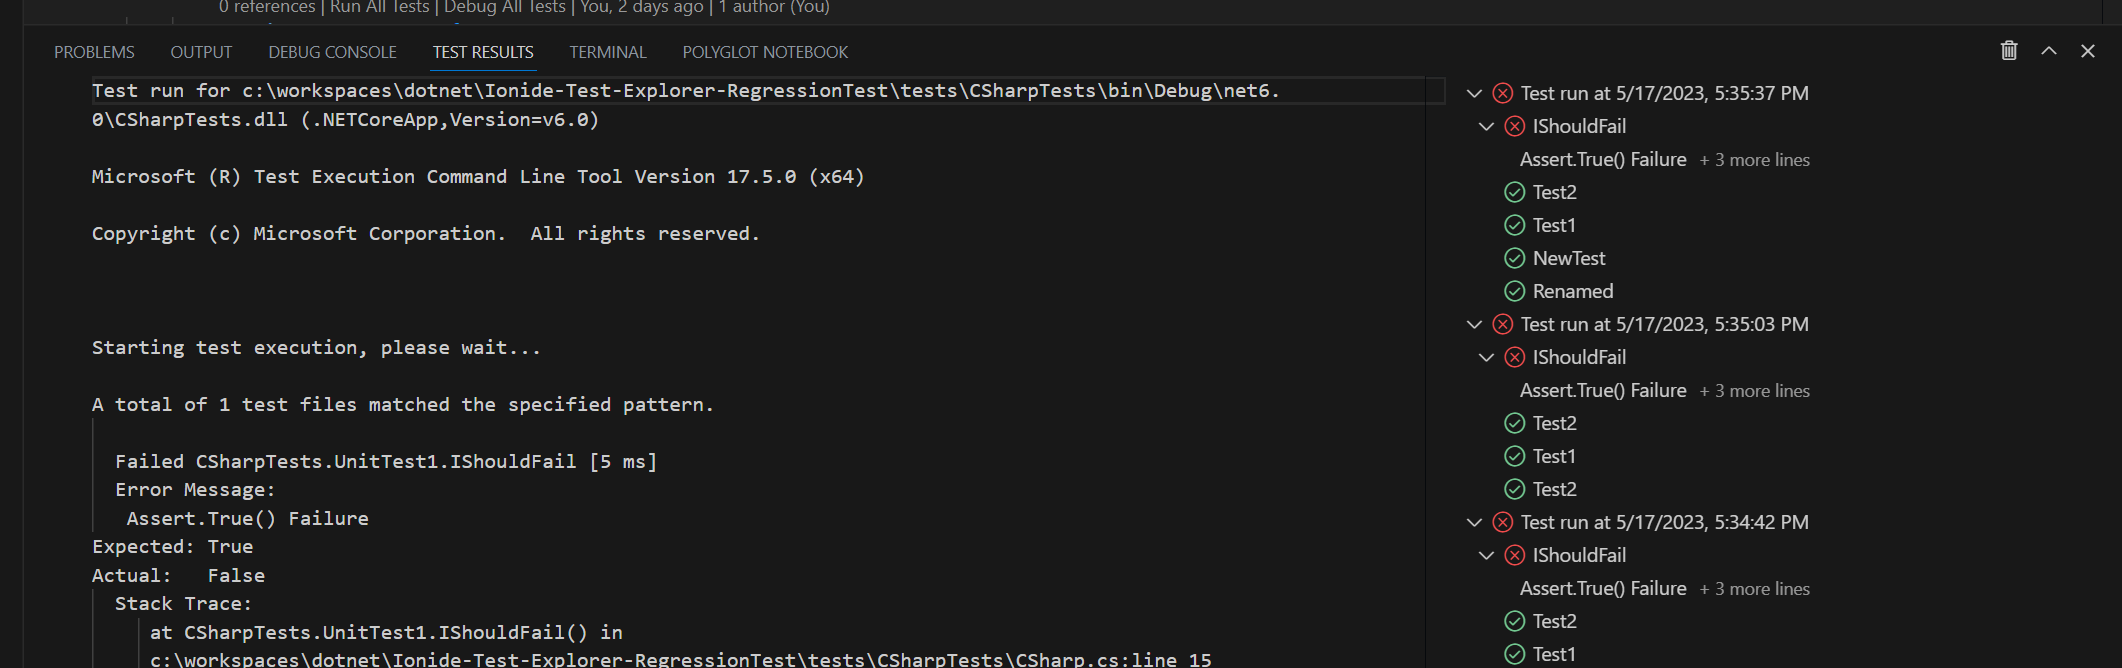 0 references | Run All Tests | Debug All Tests | You, 2 days ago | 1 author (You)
PROBLEMS OUTPUT DEBUG CONSOLE TEST RESULTS TERMINAL POLYGLOT NOTEBOOK
Test run for c:\workspaces\dotnet\Ionide-Test-Explorer-RegressionTest\tests\CSharpTests\bin\Debug\net6.
0\CSharpTests.dll (.NETCoreApp,Version=v6.0)
Microsoft (R) Test Execution Command Line Tool Version 17.5.0 (x64)
Copyright (c) Microsoft Corporation.  All rights reserved.
Starting test execution, please wait...
A total of 1 test files matched the specified pattern.
Failed CSharpTests.UnitTest1.IShouldFail [5 ms]
Error Message:
Assert.True() Failure
Expected: True
Actual:   False
Stack Trace:
at CSharpTests.UnitTest1.IShouldFail() in
c:\workspaces\dotnet\Ionide-Test-Explorer-RegressionTest\tests\CSharpTests\CSharp.cs:line 15
Test run at 5/17/2023, 5:35:37 PM
IShouldFail
Assert.True() Failure + 3 more lines
Test2
Test1
NewTest
Renamed
Test run at 5/17/2023, 5:35:03 PM
IShouldFail
Assert.True() Failure + 3 more lines
Test2
Test1
Test2
Test run at 5/17/2023, 5:34:42 PM
IShouldFail
Assert.True() Failure + 3 more lines
Test2
Test1